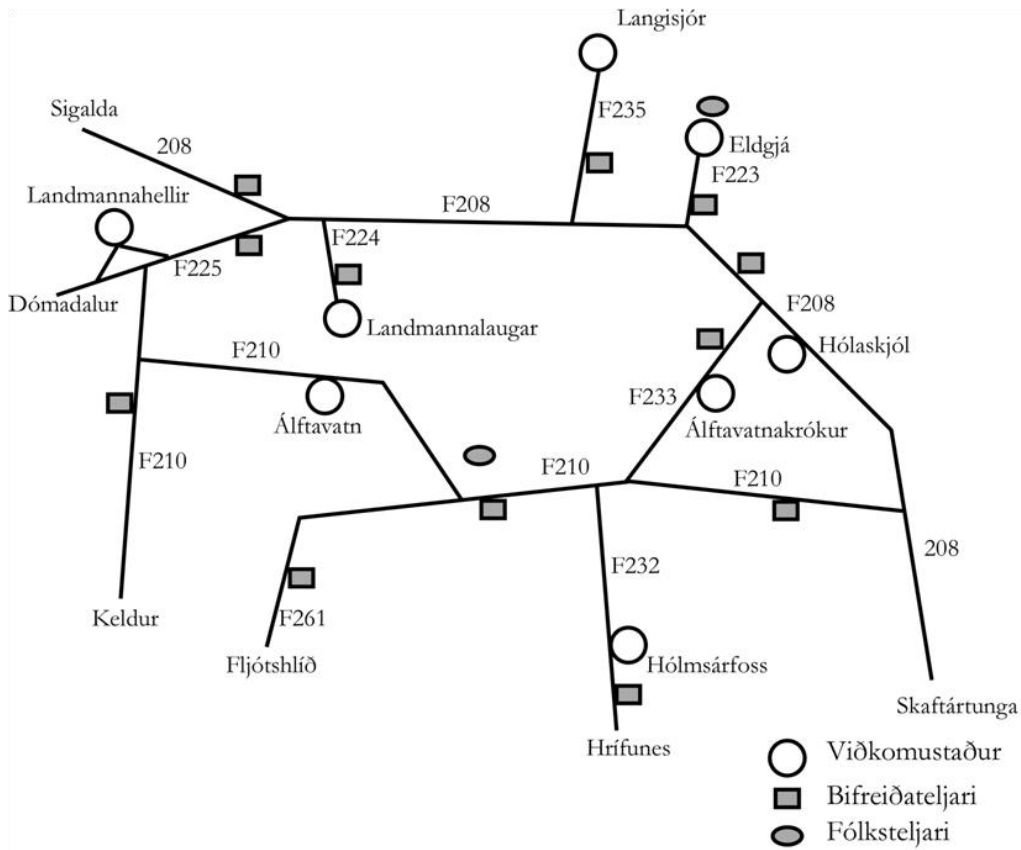 Langisjór
Sigalda
F235
208
Eldgjá
F223
Landmannahellir
F208
F224
F225
Dómadalur
F208
Landmannalaugar
Hólaskjól
F210
F233
Álftavatn
Álftavatnakrókur
F210
F210
F210
208
F232
Keldur
F261
Fljótshlíð
Hólmsárfoss
Skaftártunga
Hrífunes
Viðkomustaður
Bifreiðateljari
Fólksteljari